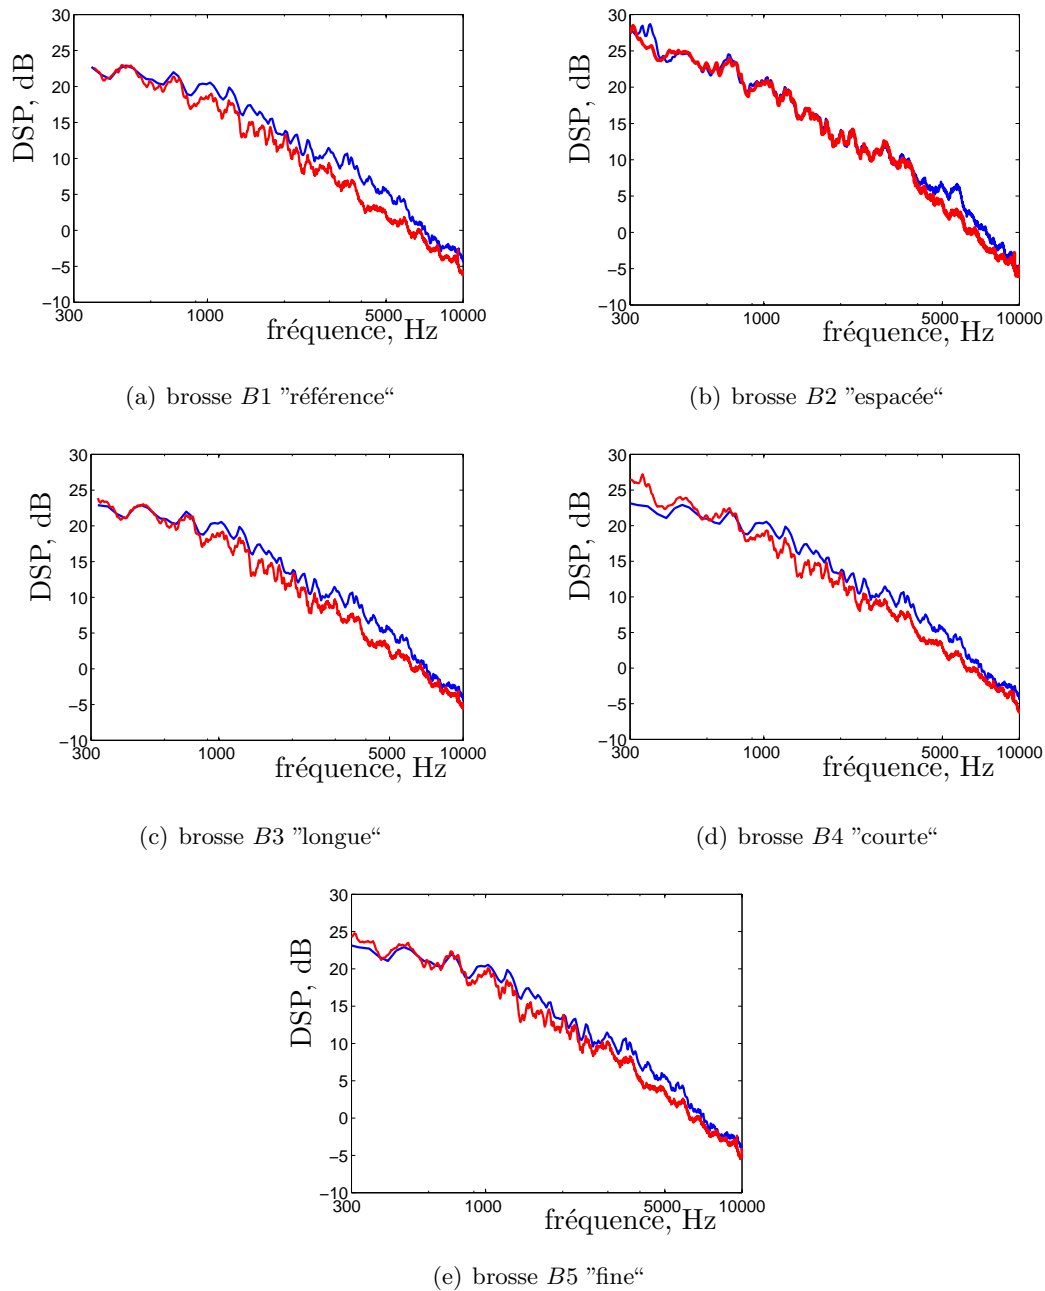 30
25
20
15
10
5
0
−5
−10
DSP, dB
300 1000 5000 10000
fréquence, Hz
(a) brosse B1 ”référence“
30
25
20
15
10
5
0
−5
−10
DSP, dB
300 1000 5000 10000
fréquence, Hz
(b) brosse B2 ”espacée“
30
25
20
15
10
5
0
−5
−10
DSP, dB
300 1000 5000 10000
fréquence, Hz
(c) brosse B3 ”longue“
30
25
20
15
10
5
0
−5
−10
DSP, dB
300 1000 5000 10000
fréquence, Hz
(d) brosse B4 ”courte“
30
25
20
15
10
5
0
−5
−10
DSP, dB
300 1000 5000 10000
fréquence, Hz
(e) brosse B5 ”fine“